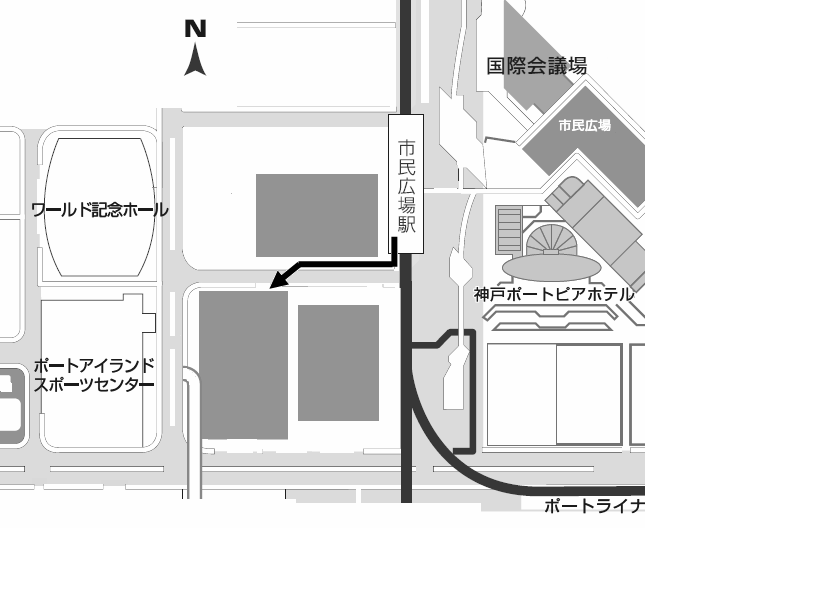 N
国際会議場
市民広場
市民広場駅
ワールド記念ホール
神戸ポートピアホテル
ポートアイランド
スポーツセンター
ポートライナ